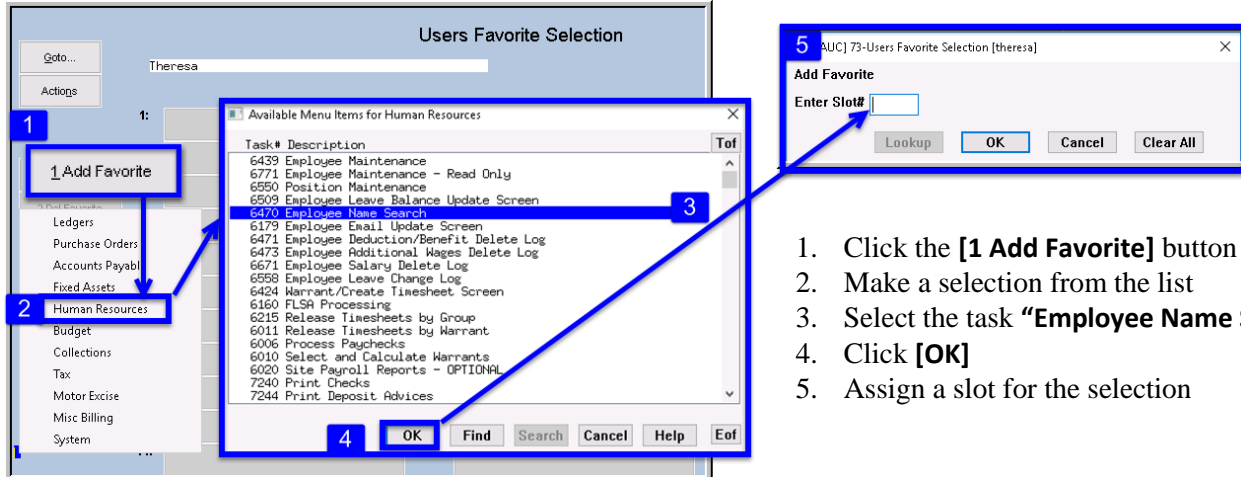 Users Favorite Selection
Goto...
Theresa
Actions
1:
1
1 Add Favorite
Ledgers
Purchase Orders
Accounts Payabl
Fixed Assets
2
Human Resources
Budget
Collections
Tax
Motor Excise
Misc Billing
System
Available Menu Items for Human Resources
Task# Description
Tof
6439 Employee Maintenance
6771 Employee Maintenance - Read Only
6550 Position Maintenance
6509 Employee Leave Balance Update Screen
6470 Employee Name Search
3
6179 Employee Email Update Screen
6471 Employee Deduction/Benefit Delete Log
6473 Employee Additional Wages Delete Log
6671 Employee Salary Delete Log
6558 Employee Leave Change Log
6424 Warrant/Create Timesheet Screen
6160 FLSA Processing
6215 Release Timesheets by Group
6011 Release Timesheets by Warrant
6006 Process Paychecks
6010 Select and Calculate Warrants
6020 Site Payroll Reports - OPTIONAL
7240 Print Checks
7244 Print Deposit Advices
4
OK Find Search Cancel Help Eof
5
AUC] 73-Users Favorite Selection [theresa]
Add Favorite
Enter Slot#
Lookup OK Cancel Clear All
1. Click the [1 Add Favorite] button
2. Make a selection from the list
3. Select the task “Employee Name
4. Click [OK]
5. Assign a slot for the selection